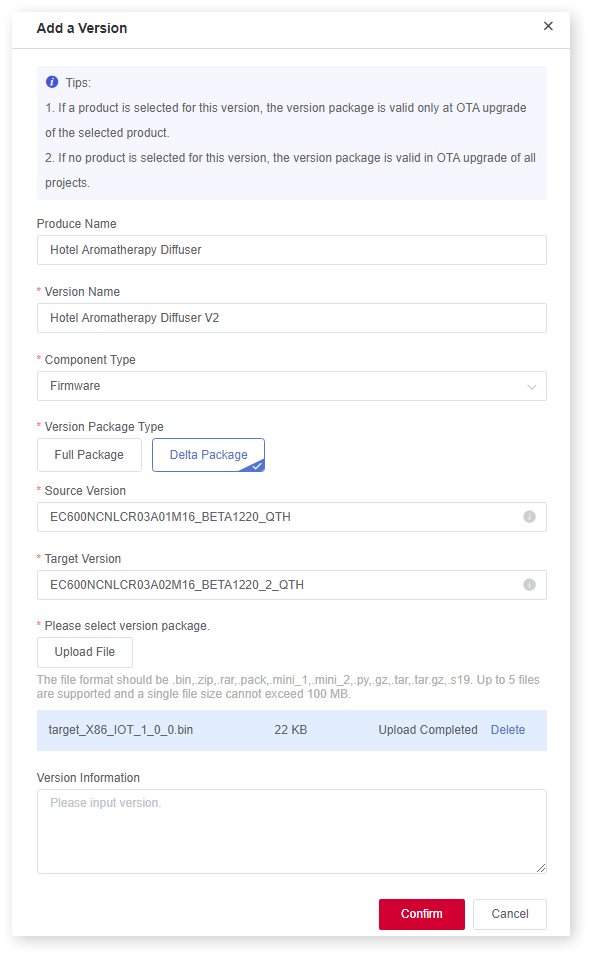 Add a Version
Tips:
1. If a product is selected for this version, the version package is valid only at OTA upgrade
of the selected product.
2. If no product is selected for this version, the version package is valid in OTA upgrade of all
projects.
Produce Name
Hotel Aromatherapy Diffuser
* Version Name
Hotel Aromatherapy Diffuser V2
* Component Type
Firmware
* Version Package Type
Full Package Delta Package
* Source Version
EC600NCNLCR03A01M16_BETA1220_QTH
* Target Version
EC600NCNLCR03A02M16_BETA1220_2_QTH
* Please select version package.
Upload File
The file format should be .bin,.zip,.rar,.pack,.mini_1,.mini_2,.py,.gz,.tar,.tar.gz,.s19. Up to 5 files
are supported and a single file size cannot exceed 100 MB.
target_X86_IOT_1_0_0.bin 22 KB Upload Completed Delete
Version Information
Please input version.
Confirm Cancel